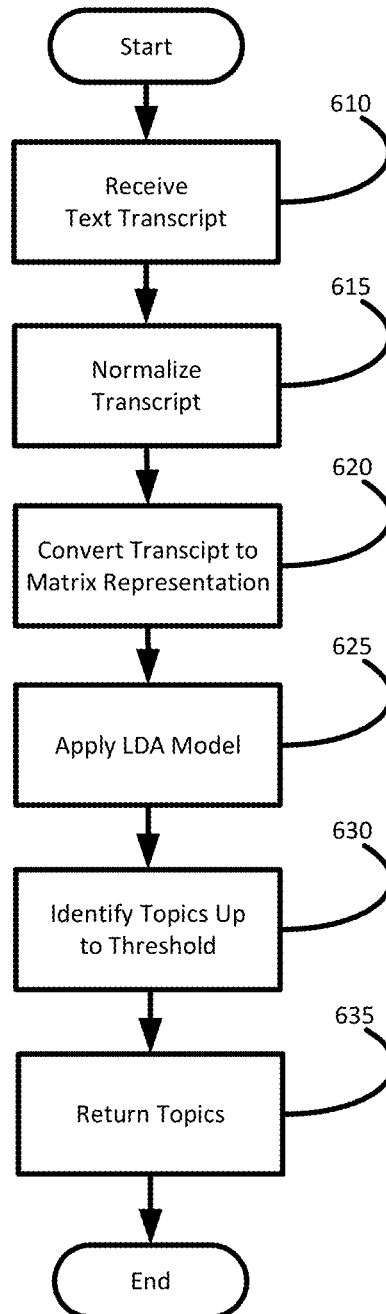 Start
610
Receive
Text Transcript
615
Normalize
Transcript
620
Convert Transcipt to
Matrix Representation
625
Apply LDA Model
630
Identify Topics Up
to Threshold
635
Return Topics
End